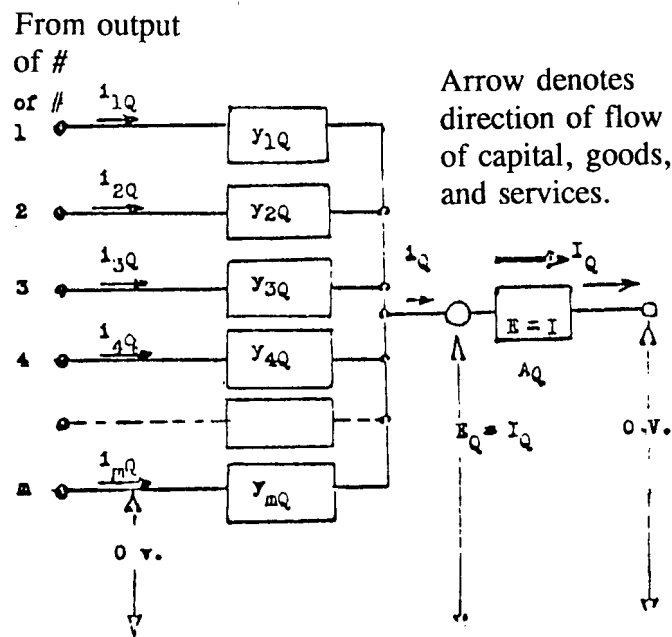 From output
of #
of #
1 i1Q y1Q
2 i2Q y2Q
3 i3Q y3Q
4 i4Q y4Q
m imQ ymQ
0 v.
Arrow denotes
direction of flow
of capital, goods,
and services.
iQ IQ
E = I
AQ
EQ = IQ
0 v.